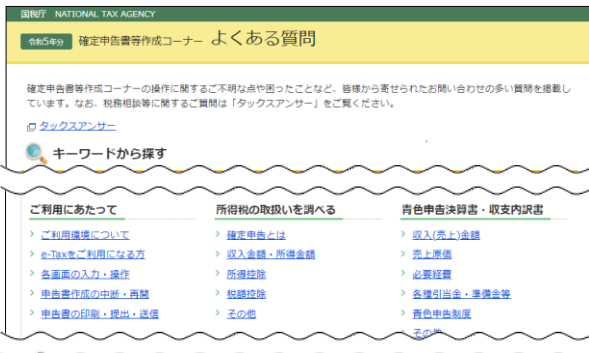 国税庁 NATIONAL TAX AGENCY
令和5年分 確定申告書等作成コーナー よくある質問
確定申告書等作成コーナーの操作に関するご不明な点や困ったことなど、皆様から寄せられたお問い合わせの多い質問を掲載し
ています。なお、税務相談等に関するご質問は「タックスアンサー」をご覧ください。
タックスアンサー
キーワードから探す
ご利用にあたって
ご利用環境について
e-Taxをご利用になる方
各画面の入力・操作
申告書作成の中断・再開
申告書の印刷・提出・送信
所得税の取扱いを調べる
確定申告とは
収入金額・所得金額
所得控除
税額控除
その他
青色申告決算書・収支内訳書
収入(売上)金額
売上原価
必要経費
各種引当金・準備金等
青色申告制度
その他